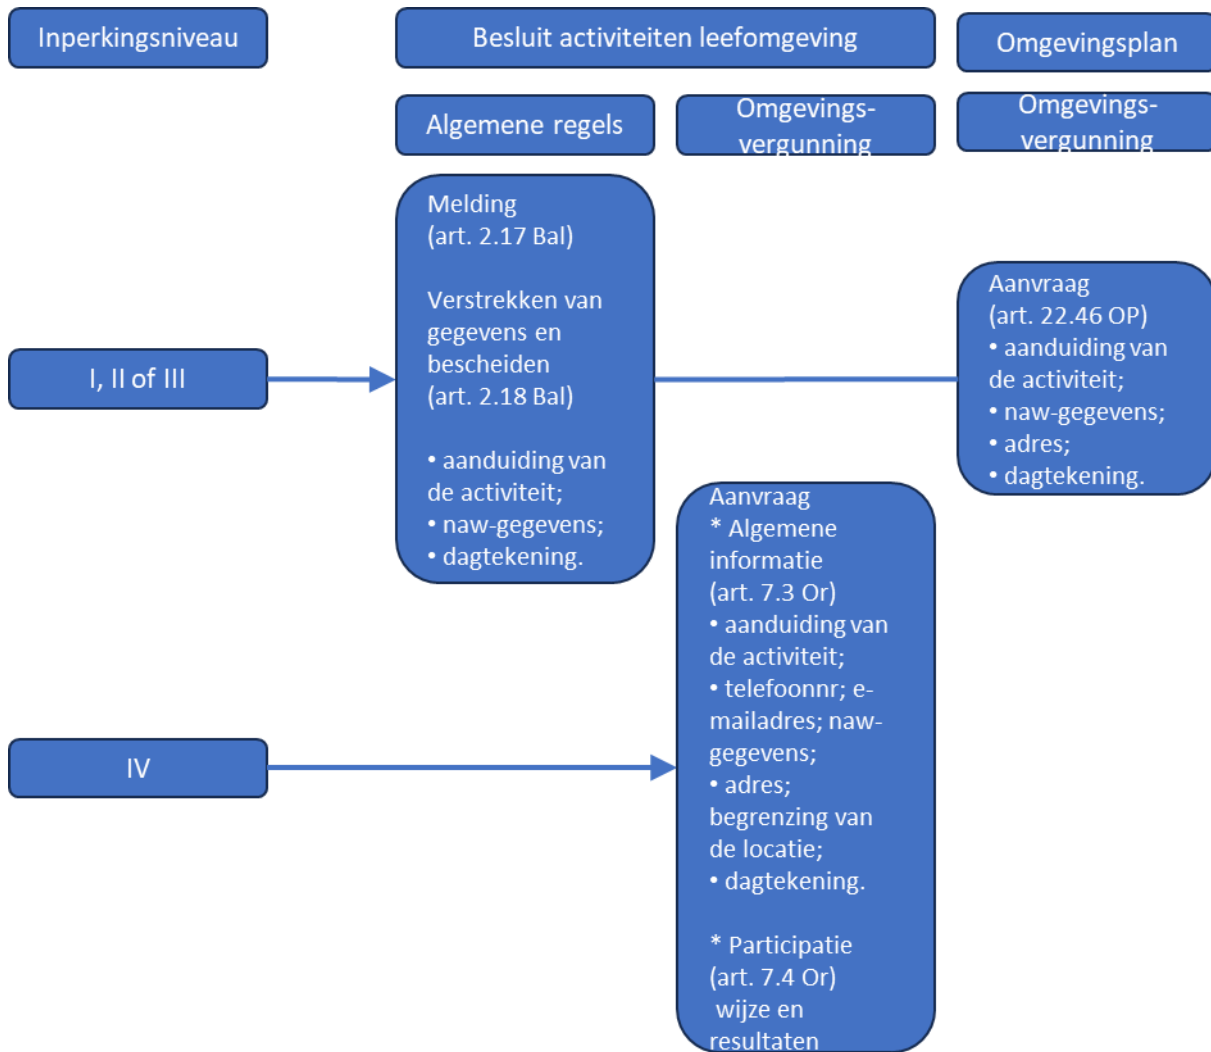 Inperkingsniveau
Besluit activiteiten leefomgeving
Omgevingsplan
Algemene regels
Omgevings-
vergunning
Omgevings-
vergunning
I, II of III
Melding
(art. 2.17 Bal)
Verstrekken van
gegevens en
bescheiden
(art. 2.18 Bal)
• aanduiding van
de activiteit;
• naw-gegevens;
• dagtekening.
Aanvraag
(art. 22.46 OP)
• aanduiding van
de activiteit;
• naw-gegevens;
• adres;
• dagtekening.
IV
Aanvraag
* Algemene
informatie
(art. 7.3 Or)
• aanduiding van
de activiteit;
• telefoonnr; e-
mailadres; naw-
gegevens;
• adres;
begrenzing van
de locatie;
• dagtekening.
* Participatie
(art. 7.4 Or)
wijze en
resultaten